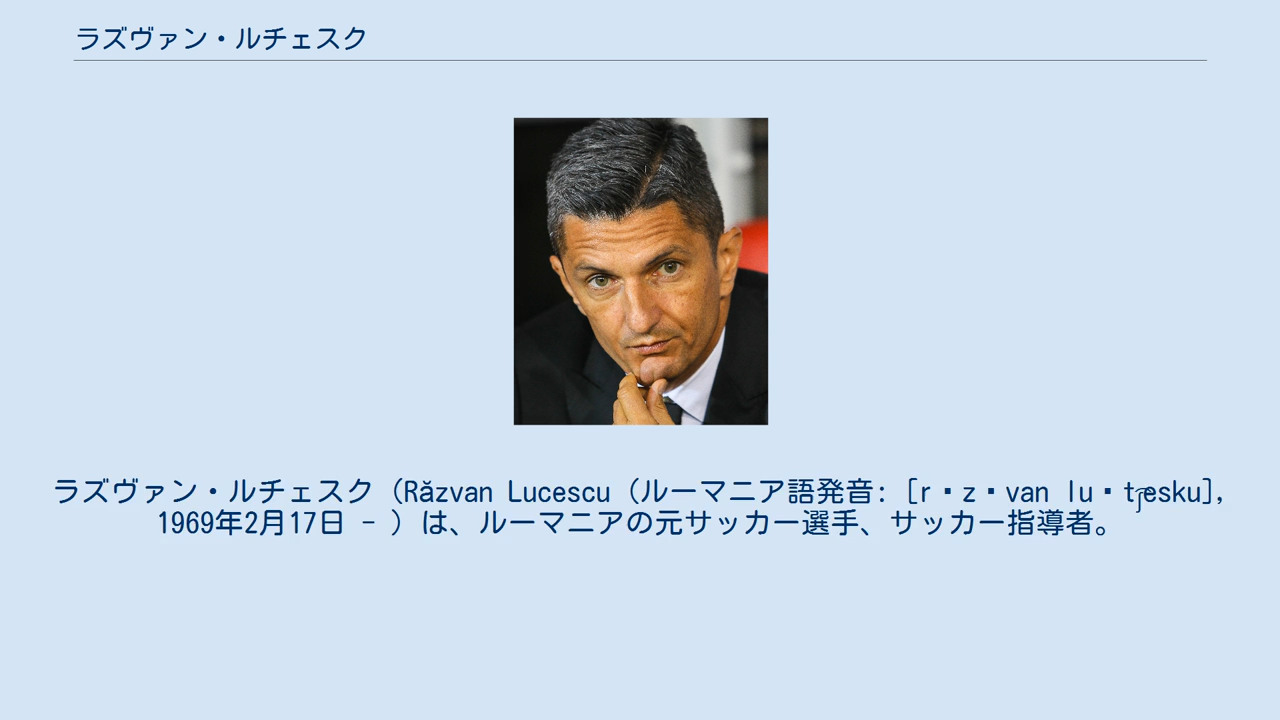 ラズヴァン・ルチェスク
ラズヴァン・ルチェスク（Răzvan Lucescu（ルーマニア語発音: [r・z・van lu・tʃesku],
1969年2月17日 - ）は、ルーマニアの元サッカー選手、サッカー指導者。